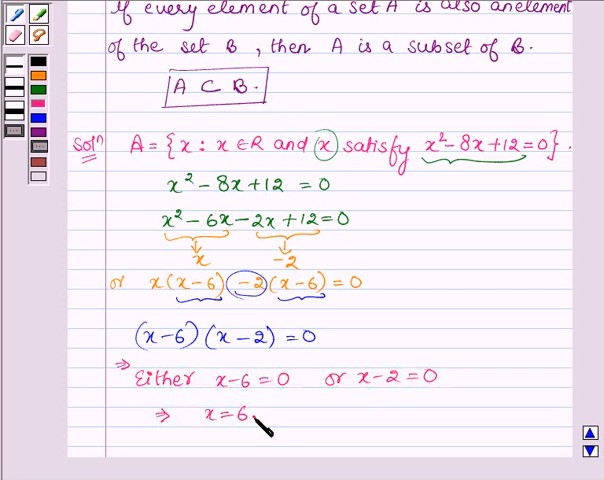 If every element of a set A is also an element
of the set B, then A is a subset of B.
A ⊂ B.
Solⁿ A = {x : x ∈ R and x satisfy x² - 8x + 12 = 0}.
x² - 8x + 12 = 0
x² - 6x - 2x + 12 = 0
x -2
or x(x - 6) -2 (x - 6) = 0
(x - 6) (x - 2) = 0
⇒ Either x - 6 = 0 or x - 2 = 0
⇒ x = 6